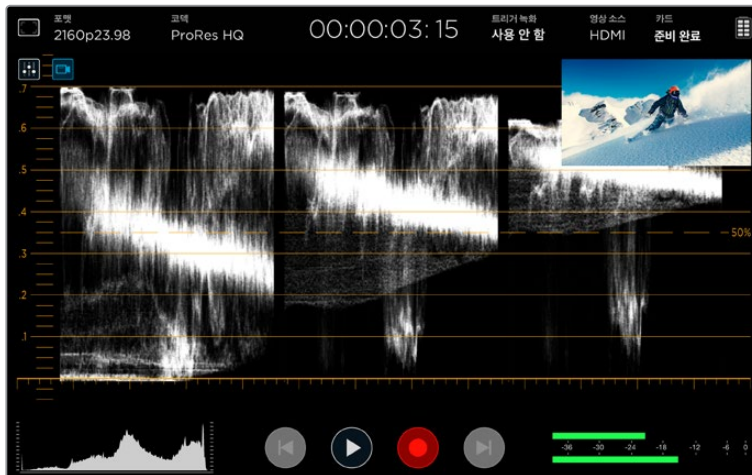 포맷 코덱 트리거 녹화 영상 소스 카드
2160p23.98 ProRes HQ 00:00:03:15 사용 안 함 HDMI 준비 완료
.7
.6
.5
.4
50%
.3
.2
.1
-36 -30 -24 -18 -12 -6 0